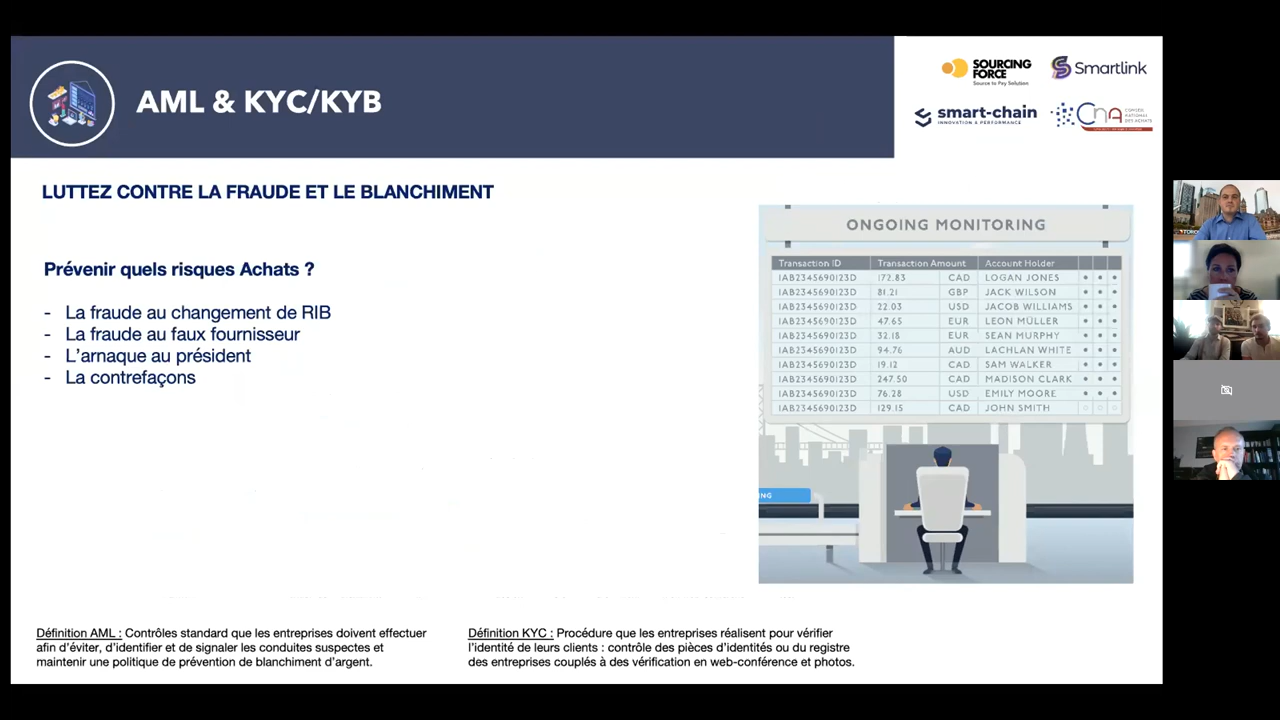 AML & KYC/KYB
SOURCING
FORCE
Source to Pay Solution
Smartlink
smart-chain
INNOVATION & PERFORMANCE
CNA
CONSEIL
NATIONAL
DES ACHATS
LUTTEZ CONTRE LA FRAUDE ET LE BLANCHIMENT
Prévenir quels risques Achats ?
- La fraude au changement de RIB
- La fraude au faux fournisseur
- L'arnaque au président
- La contrefaçons
ONGOING MONITORING
Transaction ID Transaction Amount Account Holder
IAB2345690123D 172.83 CAD LOGAN JONES
IAB2345690123D 81.21 GBP JACK WILSON
IAB2345690123D 22.03 USD JACOB WILLIAMS
IAB2345690123D 47.65 EUR LEON MÜLLER
IAB2345690123D 32.18 EUR SEAN MURPHY
IAB2345690123D 94.76 AUD LACHLAN WHITE
IAB2345690123D 19.12 CAD SAM WALKER
IAB2345690123D 247.50 CAD MADISON CLARK
IAB2345690123D 76.28 USD EMILY MOORE
IAB2345690123D 129.15 CAD JOHN SMITH
ING
Définition AML : Contrôles standard que les entreprises doivent effectuer
afin d'éviter, d'identifier et de signaler les conduites suspectes et
maintenir une politique de prévention de blanchiment d'argent.
Définition KYC : Procédure que les entreprises réalisent pour vérifier
l'identité de leurs clients : contrôle des pièces d'identités ou du registre
des entreprises couplés à des vérification en web-conférence et photos.